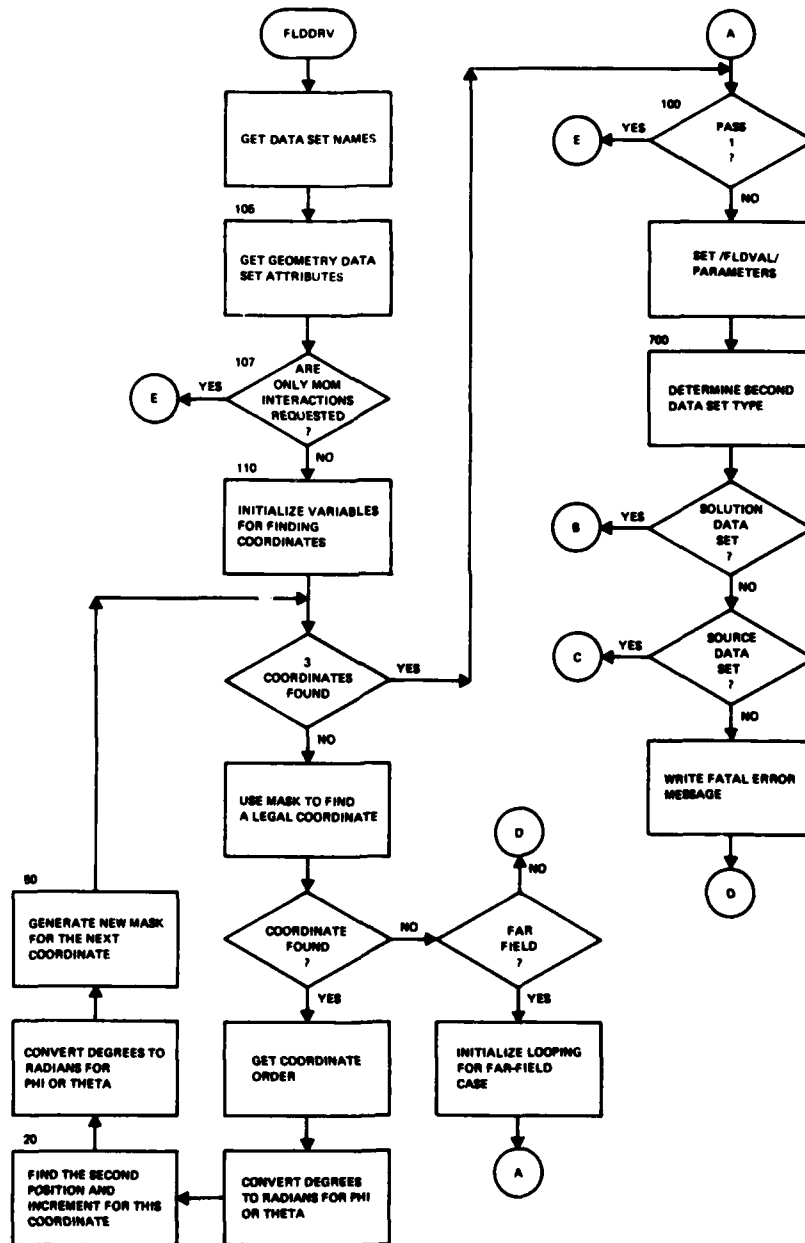 FLDDRV
GET DATA SET NAMES
105
GET GEOMETRY DATA
SET ATTRIBUTES
107
ARE
ONLY MOM
INTERACTIONS
REQUESTED
?
YES
E
NO
110
INITIALIZE VARIABLES
FOR FINDING
COORDINATES
3
COORDINATES
FOUND
YES
NO
USE MASK TO FIND
A LEGAL COORDINATE
COORDINATE
FOUND
?
NO
YES
FAR
FIELD
?
NO
D
YES
INITIALIZE LOOPING
FOR FAR-FIELD
CASE
A
GET COORDINATE
ORDER
CONVERT DEGREES
TO RADIANS FOR PHI
OR THETA
20
FIND THE SECOND
POSITION AND
INCREMENT FOR THIS
COORDINATE
CONVERT DEGREES TO
RADIANS FOR
PHI OR THETA
GENERATE NEW MASK
FOR THE NEXT
COORDINATE
A
100
PASS
1
?
YES
E
NO
SET /FLDVAL/
PARAMETERS
700
DETERMINE SECOND
DATA SET TYPE
SOLUTION
DATA
SET
?
YES
B
NO
SOURCE
DATA
SET
?
YES
C
NO
WRITE FATAL ERROR
MESSAGE
D